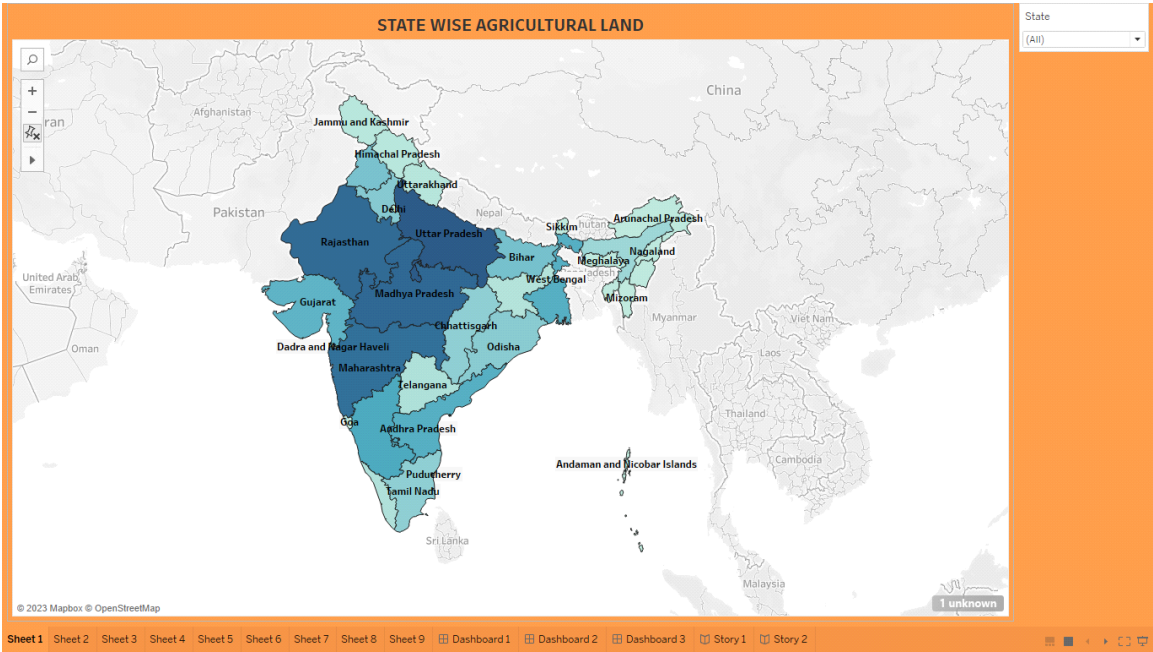 STATE WISE AGRICULTURAL LAND
State
(All)
China
Afghanistan
ran
Jammu and Kashmir
Himachal Pradesh
Uttarakhand
Pakistan
Delhi
Nepal
Sikkim
hutan
Arunachal Pradesh
Rajasthan
Uttar Pradesh
Bihar
Meghalaya
Nagaland
United Arab
Emirates
West Bengal
ladesh
Gujarat
Madhya Pradesh
Mizoram
Myanmar
Viet Nam
Chhattisgarh
Oman
Dadra and Nagar Haveli
Odisha
Laos
Maharashtra
Telangana
Thailand
Goa
Andhra Pradesh
Cambodia
Andaman and Nicobar Islands
Puducherry
Tamil Nadu
Sri Lanka
Malaysia
© 2023 Mapbox © OpenStreetMap
1 unknown
Sheet 1 Sheet 2 Sheet 3 Sheet 4 Sheet 5 Sheet 6 Sheet 7 Sheet 8 Sheet 9 Dashboard 1 Dashboard 2 Dashboard 3 Story 1 Story 2